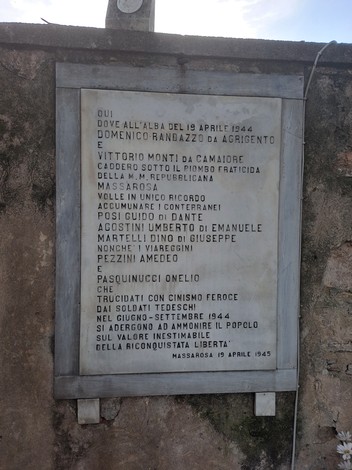 QUI
DOVE ALL'ALBA DEL 19 APRILE 1944
DOMENICO RANDAZZO DA AGRIGENTO
E
VITTORIO MONTI DA CAMAIORE
CADDERO SOTTO IL PIOMBO FRATICIDA
DELLA M.M. REPUBBLICANA
MASSAROSA
VOLLE IN UNICO RICORDO
ACCUMUNARE I CONTERRANEI
POSI GUIDO DI DANTE
AGOSTINI UMBERTO DI EMANUELE
MARTELLI DINO DI GIUSEPPE
NONCHE' I VIAREGGINI
PEZZINI AMEDEO
E
PASQUINUCCI ONELIO
CHE
TRUCIDATI CON CINISMO FEROCE
DAI SOLDATI TEDESCHI
NEL GIUGNO-SETTEMBRE 1944
SI ADERGONO AD AMMONIRE IL POPOLO
SUL VALORE INESTIMABILE
DELLA RICONQUISTATA LIBERTA'
MASSAROSA 19 APRILE 1945